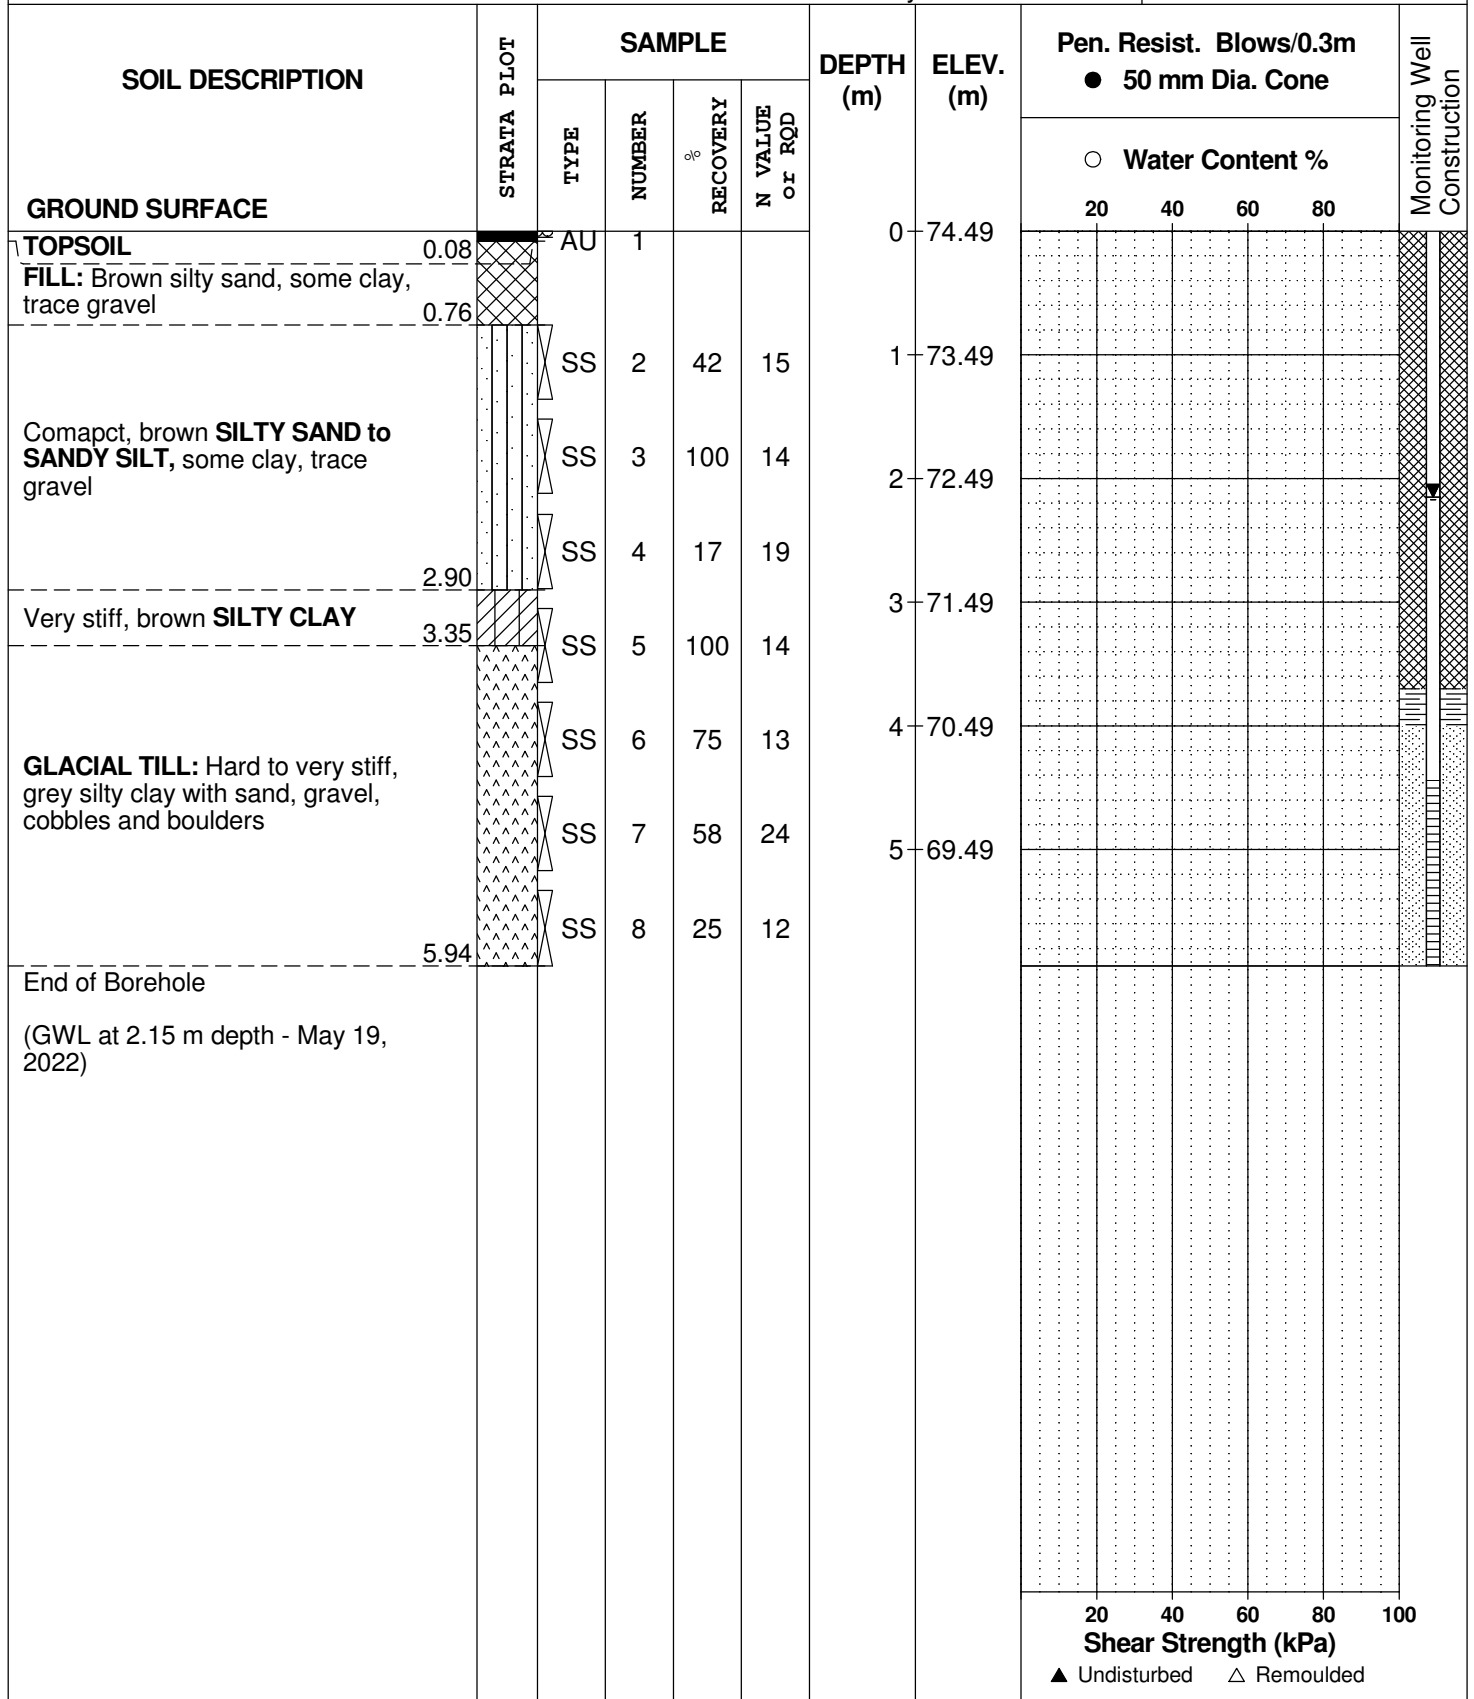 SOIL DESCRIPTION
GROUND SURFACE
STRATA PLOT
SAMPLE
TYPE
NUMBER
%
RECOVERY
N VALUE
or RQD
DEPTH
(m)
ELEV.
(m)
Pen. Resist. Blows/0.3m
● 50 mm Dia. Cone
○ Water Content %
20 40 60 80
Monitoring Well
Construction
0 74.49
TOPSOIL 0.08
AU 1
FILL: Brown silty sand, some clay,
trace gravel 0.76
SS 2 42 15
1 73.49
Comapct, brown SILTY SAND to
SANDY SILT, some clay, trace
gravel
SS 3 100 14
2 72.49
SS 4 17 19
2.90
3 71.49
Very stiff, brown SILTY CLAY
3.35
SS 5 100 14
SS 6 75 13
4 70.49
GLACIAL TILL: Hard to very stiff,
grey silty clay with sand, gravel,
cobbles and boulders
SS 7 58 24
5 69.49
SS 8 25 12
5.94
End of Borehole
(GWL at 2.15 m depth - May 19,
2022)
20 40 60 80 100
Shear Strength (kPa)
▲ Undisturbed △ Remoulded